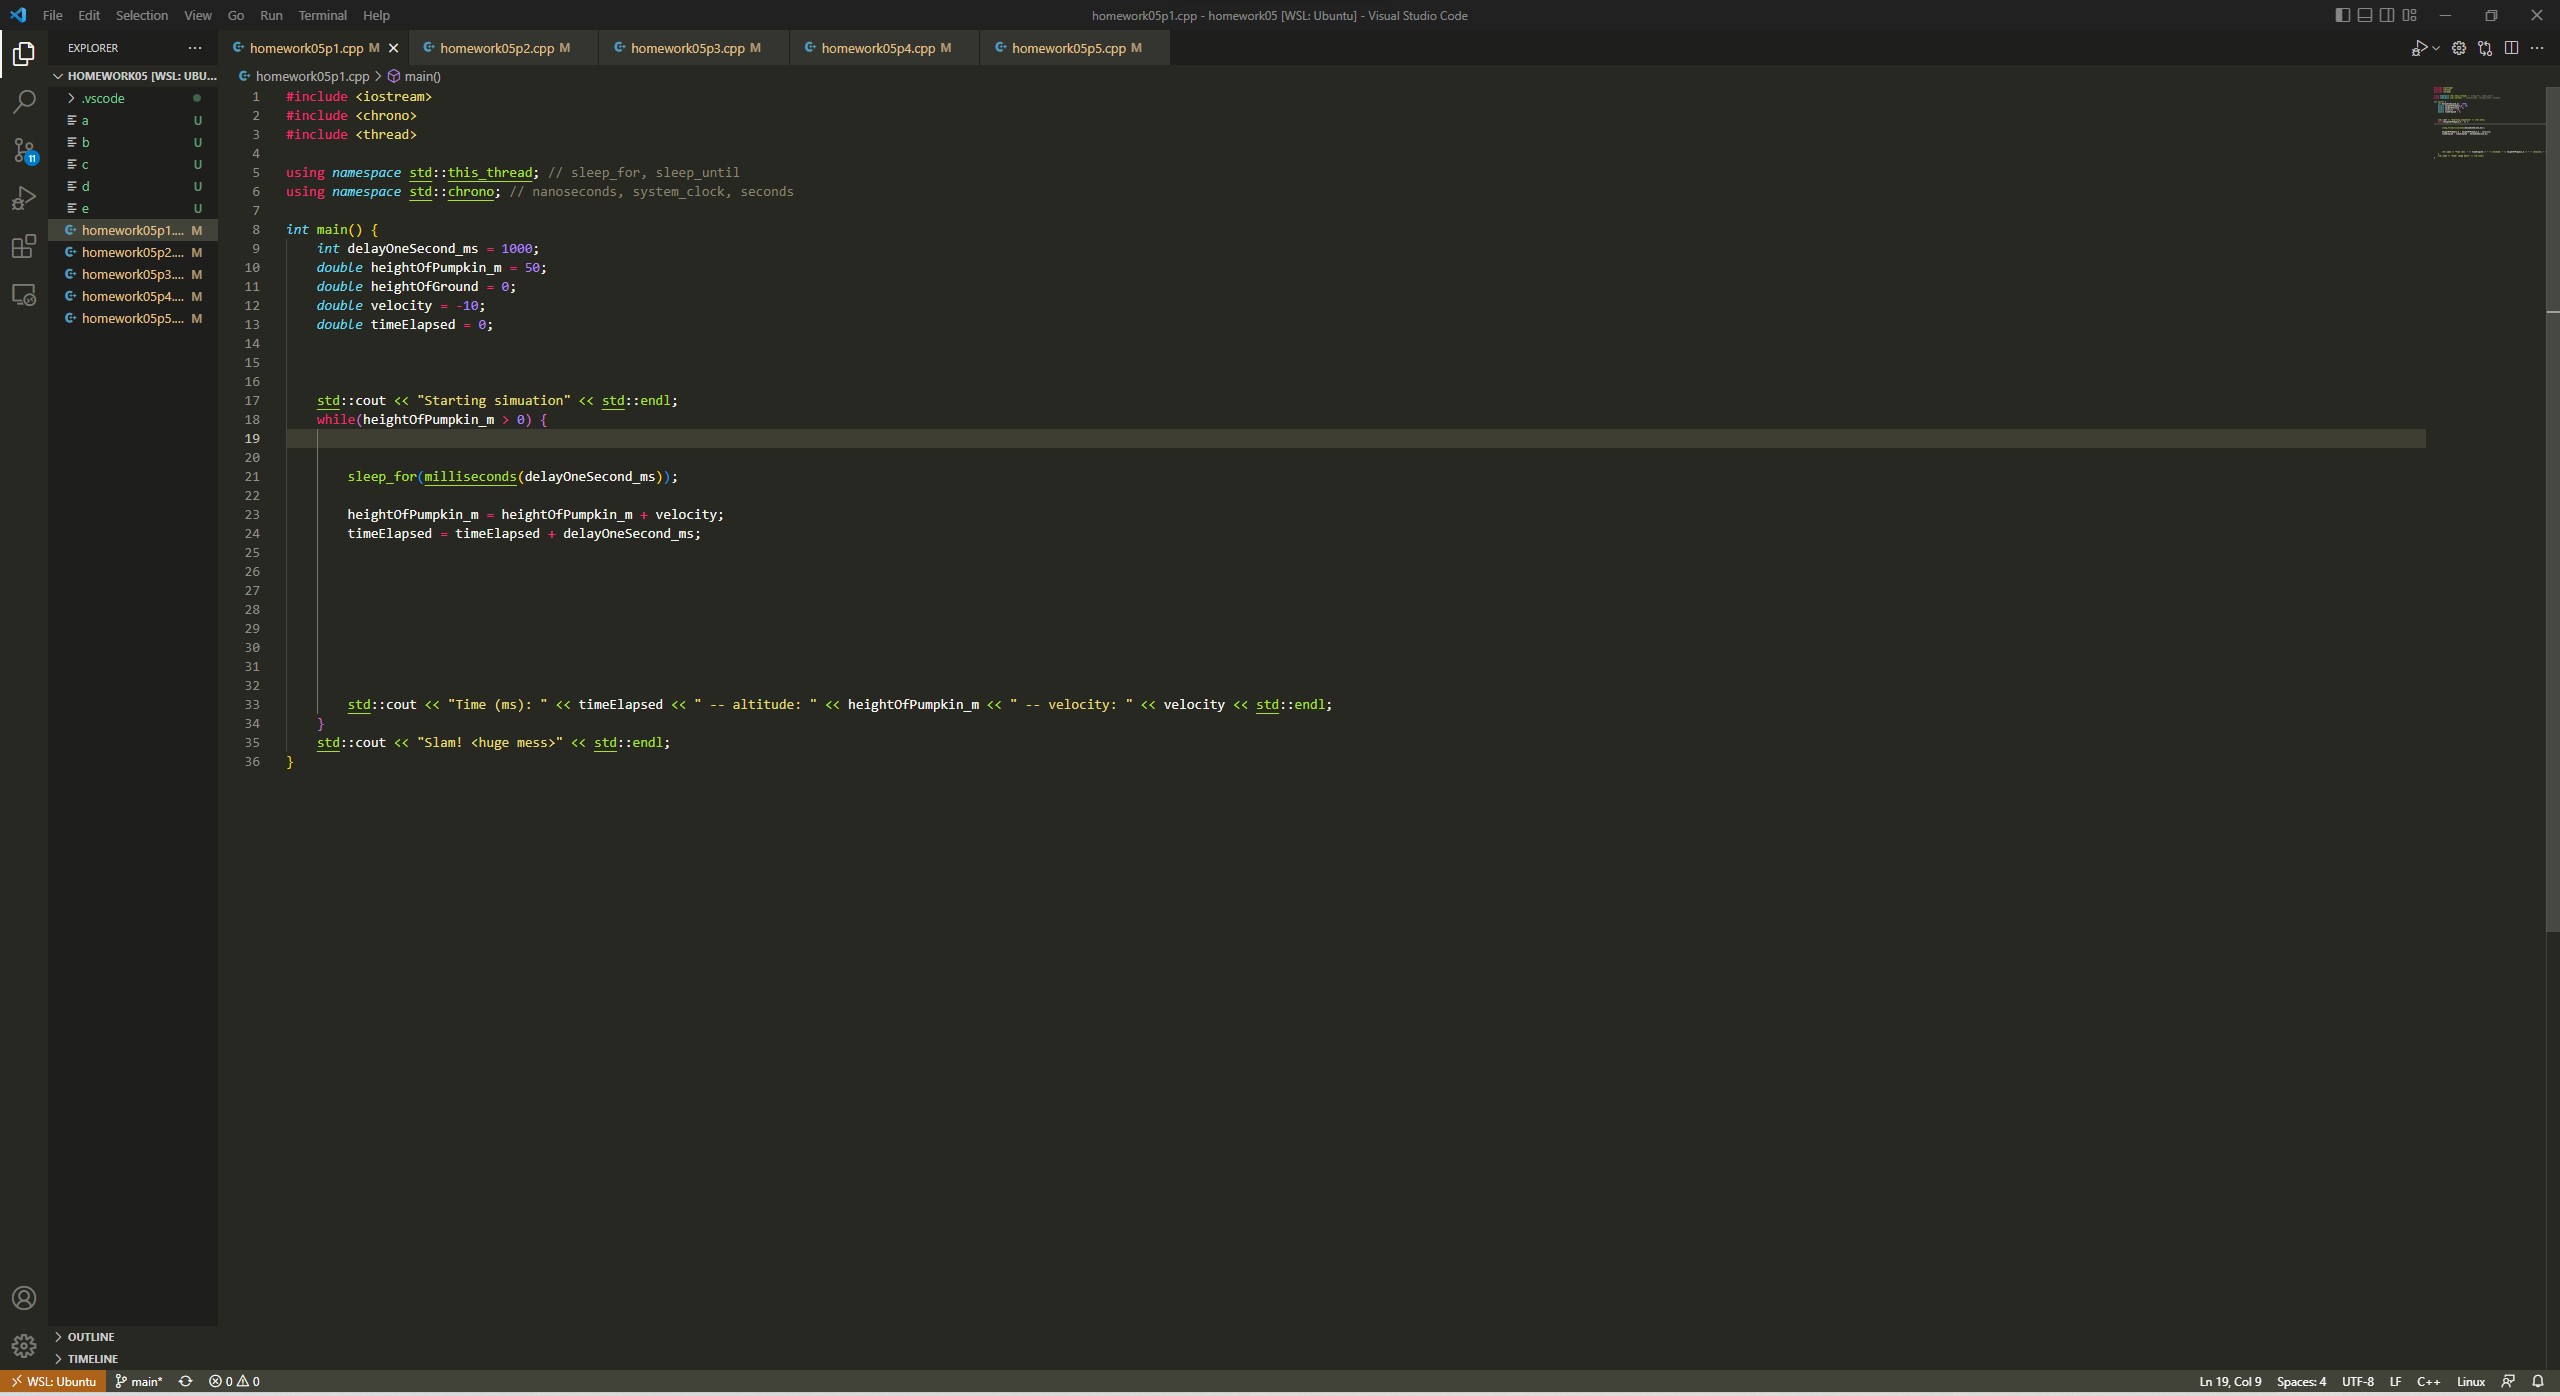 File Edit Selection View Go Run Terminal Help
homework05p1.cpp - homework05 [WSL: Ubuntu] - Visual Studio Code
EXPLORER
HOMEWORK05 [WSL: UBU...
.vscode
a U
b U
c U
d U
e U
homework05p1.... M
homework05p2.... M
homework05p3.... M
homework05p4.... M
homework05p5.... M
11
OUTLINE
TIMELINE
homework05p1.cpp M homework05p2.cpp M homework05p3.cpp M homework05p4.cpp M homework05p5.cpp M
homework05p1.cpp > main()
1 #include <iostream>
2 #include <chrono>
3 #include <thread>
4
5 using namespace std::this_thread; // sleep_for, sleep_until
6 using namespace std::chrono; // nanoseconds, system_clock, seconds
7
8 int main() {
9 int delayOneSecond_ms = 1000;
10 double heightOfPumpkin_m = 50;
11 double heightOfGround = 0;
12 double velocity = -10;
13 double timeElapsed = 0;
14
15
16
17 std::cout << "Starting simuation" << std::endl;
18 while(heightOfPumpkin_m > 0) {
19
20
21 sleep_for(milliseconds(delayOneSecond_ms));
22
23 heightOfPumpkin_m = heightOfPumpkin_m + velocity;
24 timeElapsed = timeElapsed + delayOneSecond_ms;
25
26
27
28
29
30
31
32
33 std::cout << "Time (ms): " << timeElapsed << " -- altitude: " << heightOfPumpkin_m << " -- velocity: " << velocity << std::endl;
34 }
35 std::cout << "Slam! <huge mess>" << std::endl;
36 }
WSL: Ubuntu main* 0 0 Ln 19, Col 9 Spaces: 4 UTF-8 LF C++ Linux